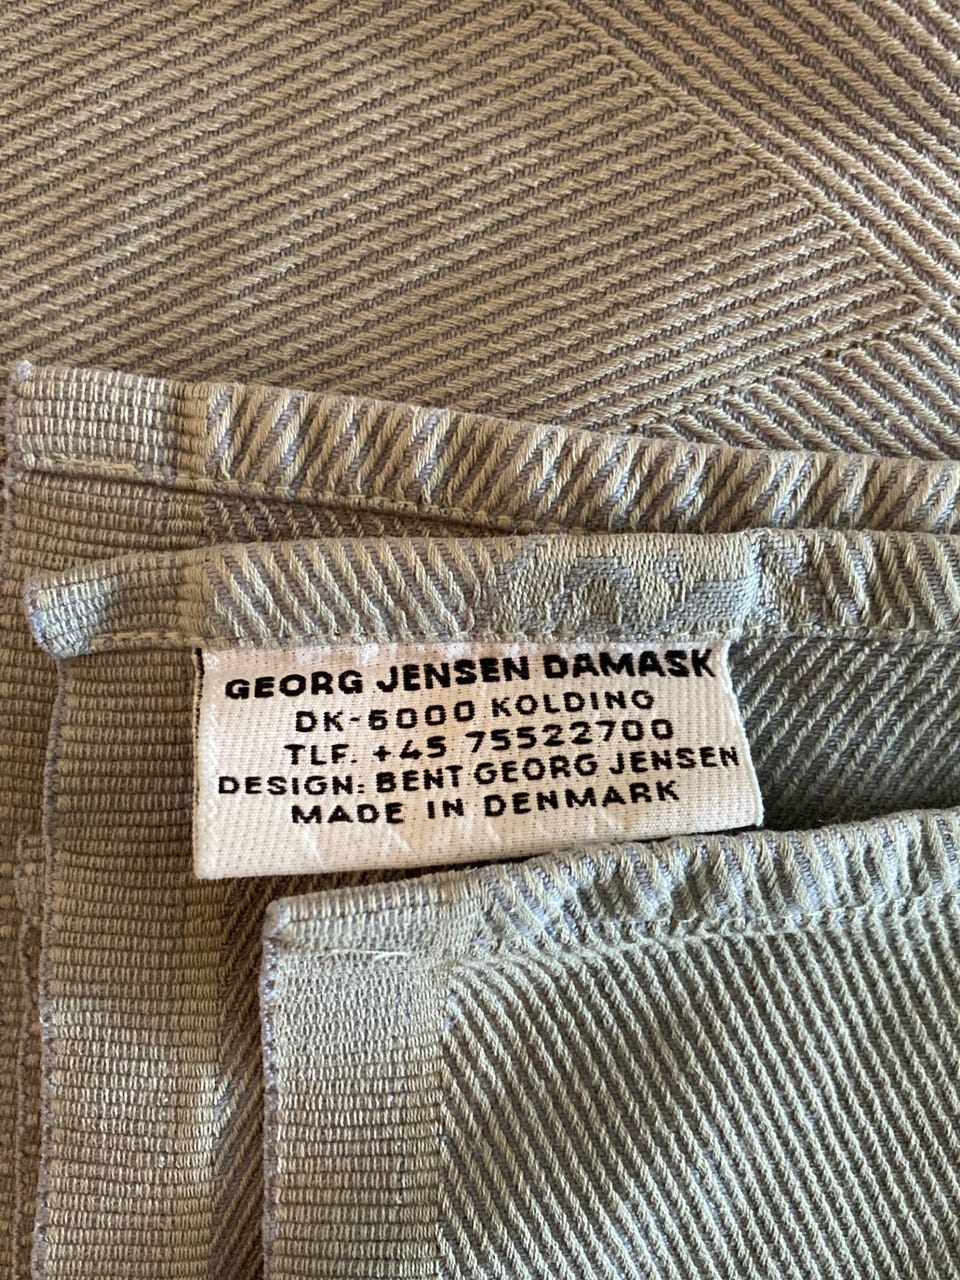 GEORG JENSEN DAMASK
DK-6000 KOLDING
TLF. +45 75522700
DESIGN: BENT GEORG JENSEN
MADE IN DENMARK